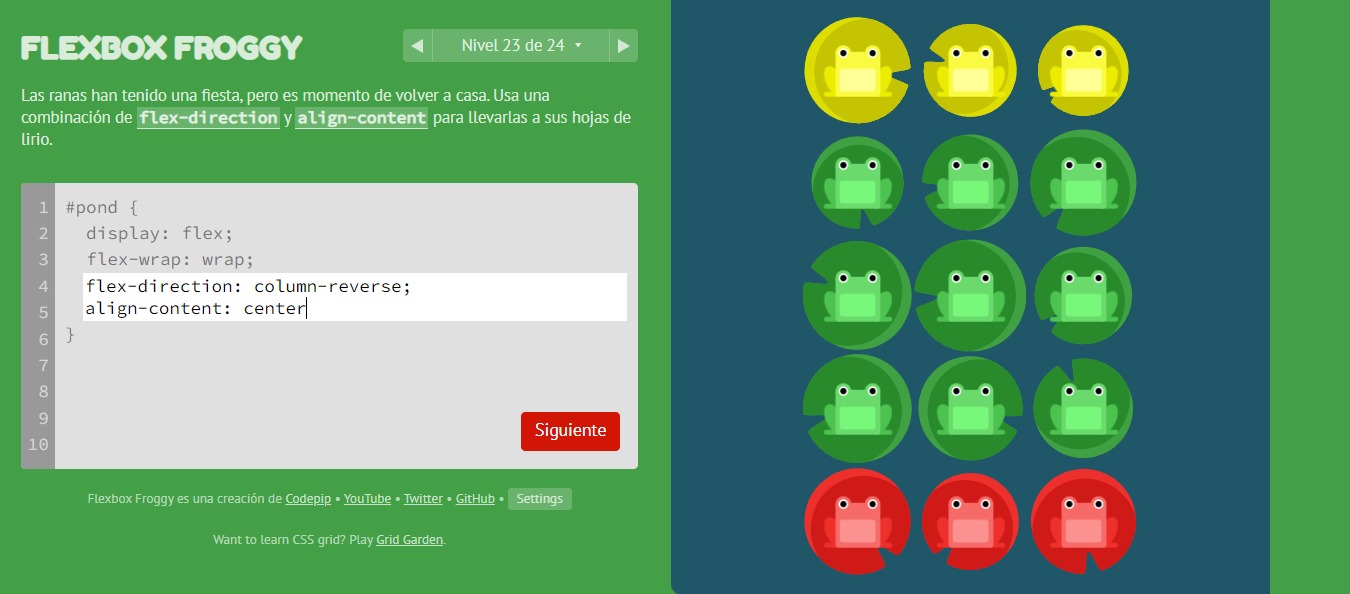 FLEXBOX FROGGY
◀ Nivel 23 de 24 ▾ ▶
Las ranas han tenido una fiesta, pero es momento de volver a casa. Usa una
combinación de flex-direction y align-content para llevarlas a sus hojas de
lirio.
1 #pond {
2 display: flex;
3 flex-wrap: wrap;
4 flex-direction: column-reverse;
5 align-content: center
6 }
7
8
9
10
Siguiente
Flexbox Froggy es una creación de Codepip • YouTube • Twitter • GitHub • Settings
Want to learn CSS grid? Play Grid Garden.